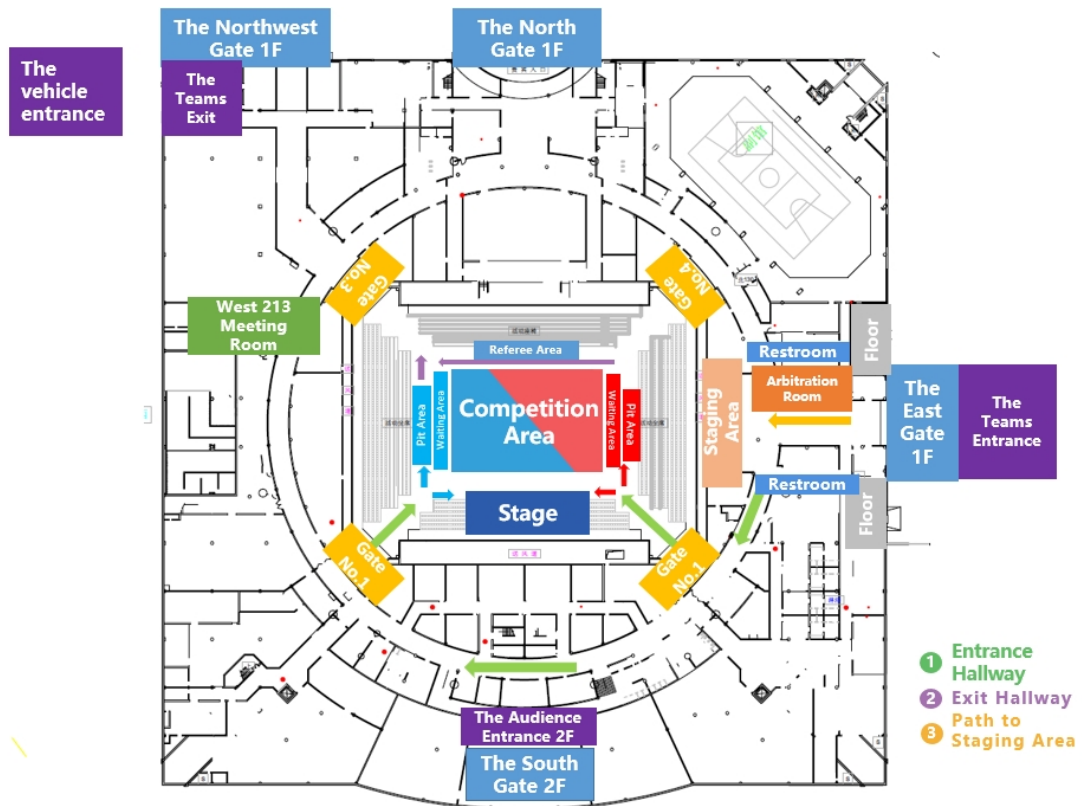 The Northwest
Gate 1F
The North
Gate 1F
The
vehicle
entrance
The
Teams
Exit
Gate
No.3
Gate
No.4
West 213
Meeting
Room
Referee Area
Restroom
Floor
Arbitration
Room
The
East
Gate
1F
The
Teams
Entrance
Pit Area
Waiting Area
Competition
Area
Waiting Area
Pit Area
Staging
Area
Restroom
Floor
Stage
Gate
No.1
Gate
No.1
The Audience
Entrance 2F
The South
Gate 2F
1 Entrance
Hallway
2 Exit Hallway
3 Path to
Staging Area